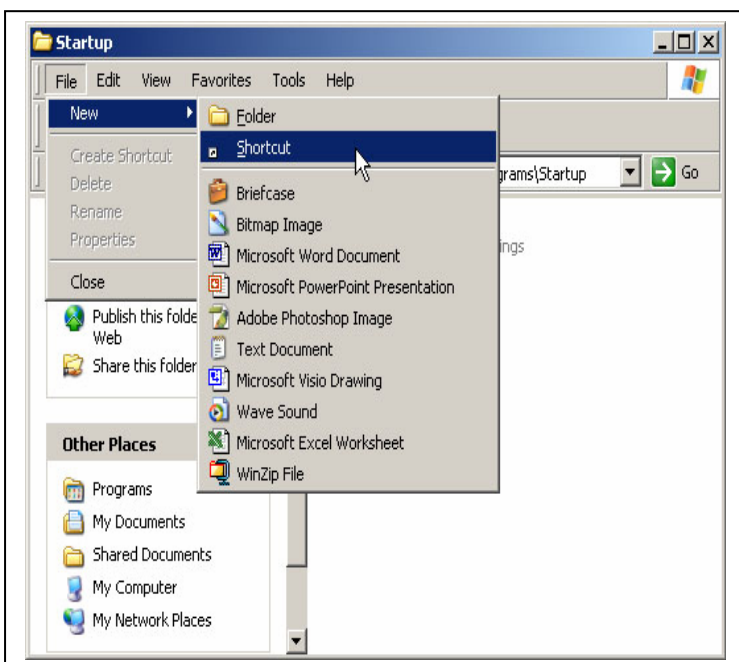 Startup
File Edit View Favorites Tools Help
New
Create Shortcut
Delete
Rename
Properties
Close
Folder
Shortcut
Briefcase
Bitmap Image
Microsoft Word Document
Microsoft PowerPoint Presentation
Adobe Photoshop Image
Text Document
Microsoft Visio Drawing
Wave Sound
Microsoft Excel Worksheet
WinZip File
grams\Startup Go
ings
Publish this folde
Web
Share this folder
Other Places
Programs
My Documents
Shared Documents
My Computer
My Network Places